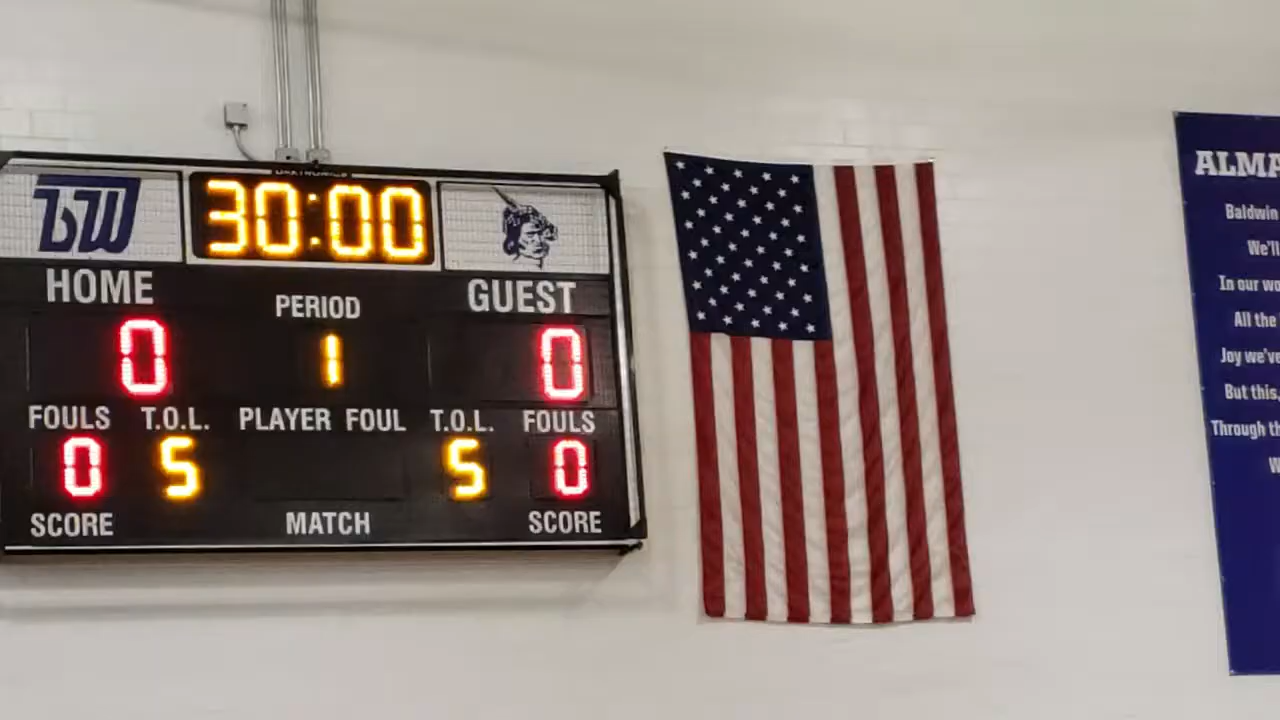 DAKTRONICS
BW
30:00
HOME
PERIOD
GUEST
0
1
0
FOULS T.O.L. PLAYER FOUL T.O.L. FOULS
0 5 5 0
SCORE MATCH SCORE
ALMA
Baldwin
We'll
In our wo
All the
Joy we've
But this,
Through th
W